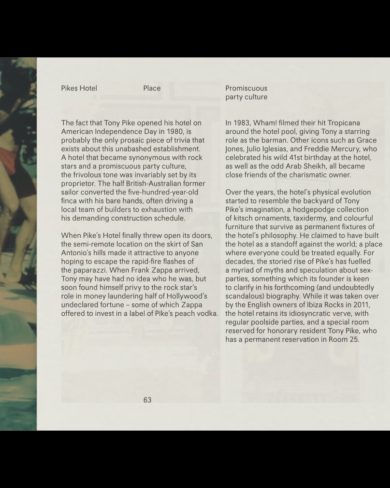 Pikes Hotel
Place
Promiscuous
party culture
The fact that Tony Pike opened his hotel on
American Independence Day in 1980, is
probably the only prosaic piece of trivia that
exists about this unabashed establishment.
A hotel that became synonymous with rock
stars and a promiscuous party culture,
the frivolous tone was invariably set by its
proprietor. The half British-Australian former
sailor converted the five-hundred-year-old
finca with his bare hands, often driving a
local team of builders to exhaustion with
his demanding construction schedule.
When Pike's Hotel finally threw open its doors,
the semi-remote location on the skirt of San
Antonio's hills made it attractive to anyone
hoping to escape the rapid-fire flashes of
the paparazzi. When Frank Zappa arrived,
Tony may have had no idea who he was, but
soon found himself privy to the rock star's
role in money laundering half of Hollywood's
undeclared fortune – some of which Zappa
offered to invest in a label of Pike's peach vodka.
In 1983, Wham! filmed their hit Tropicana
around the hotel pool, giving Tony a starring
role as the barman. Other icons such as Grace
Jones, Julio Iglesias, and Freddie Mercury, who
celebrated his wild 41st birthday at the hotel,
as well as the odd Arab Sheikh, all became
close friends of the charismatic owner.
Over the years, the hotel's physical evolution
started to resemble the backyard of Tony
Pike's imagination, a hodgepodge collection
of kitsch ornaments, taxidermy, and colourful
furniture that survive as permanent fixtures of
the hotel's philosophy. He claimed to have built
the hotel as a standoff against the world; a place
where everyone could be treated equally. For
decades, the storied rise of Pike's has fuelled
a myriad of myths and speculation about sex-
parties, something which its founder is keen
to clarify in his forthcoming (and undoubtedly
scandalous) biography. While it was taken over
by the English owners of Ibiza Rocks in 2011,
the hotel retains its idiosyncratic verve, with
regular poolside parties, and a special room
reserved for honorary resident Tony Pike, who
has a permanent reservation in Room 25.
63